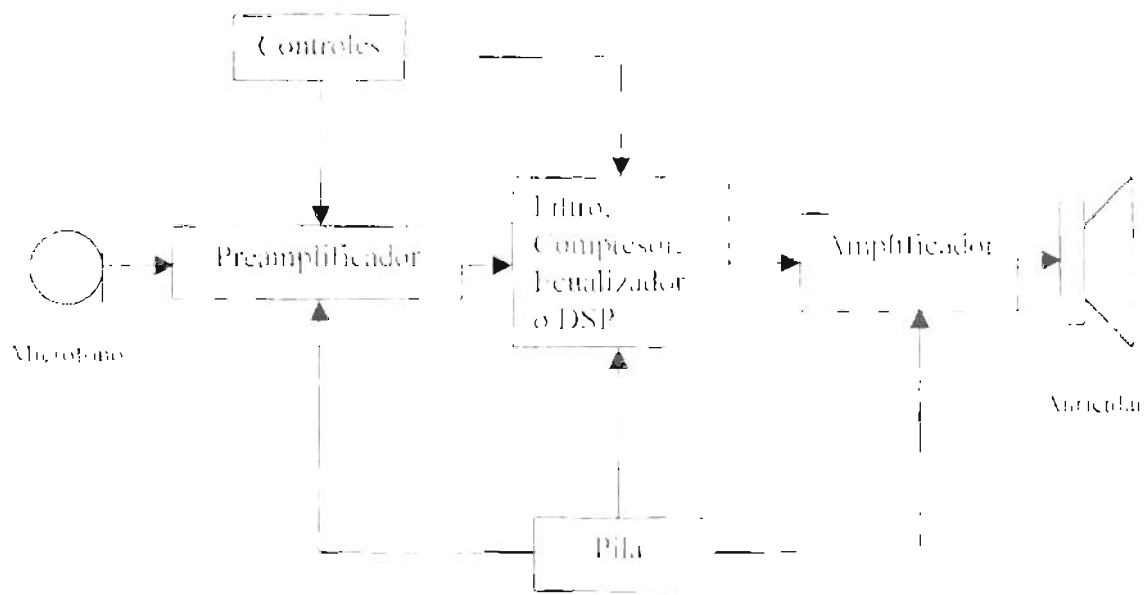 Controles
Preamplificador
Filtro,
Compresor,
Ecualizador
o DSP
Amplificador
Micrófono
Auricular
Pila